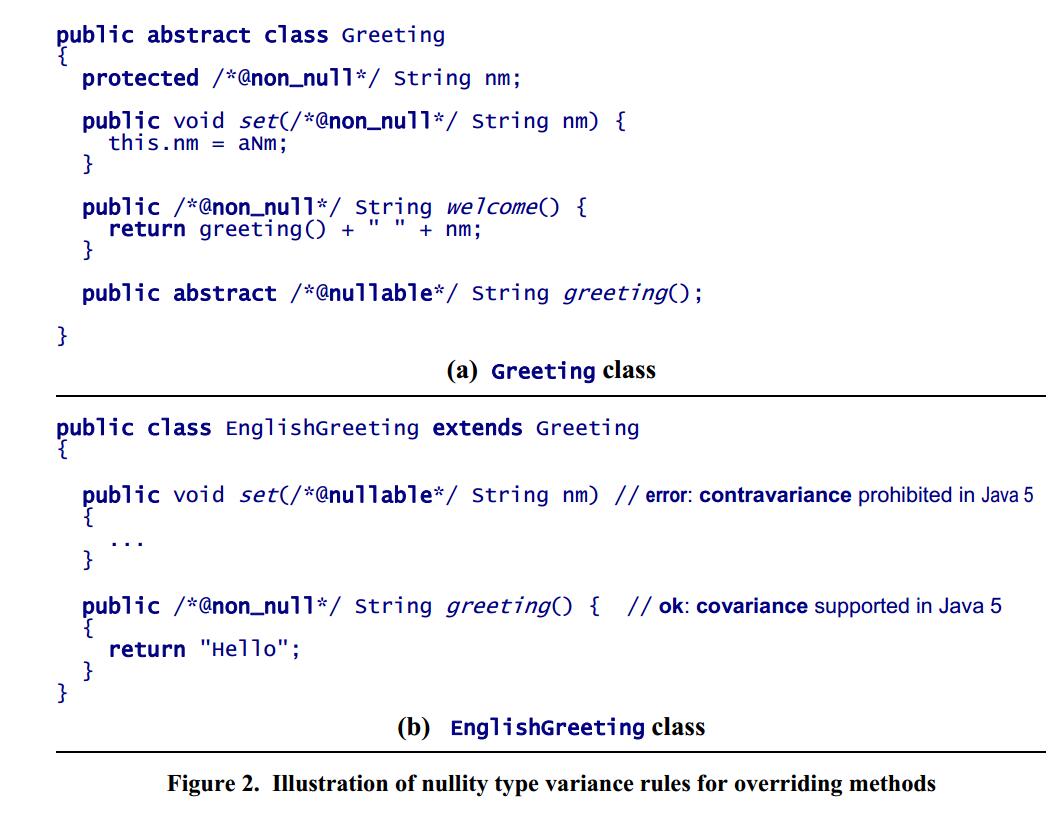 public abstract class Greeting
{
protected /*@non_null*/ String nm;
public void set(/*@non_null*/ String nm) {
this.nm = aNm;
}
public /*@non_null*/ String welcome() {
return greeting() + " " + nm;
}
public abstract /*@nullable*/ String greeting();
}
(a) Greeting class
public class EnglishGreeting extends Greeting
{
public void set(/*@nullable*/ String nm) // error: contravariance prohibited in Java 5
{
...
}
public /*@non_null*/ String greeting() { // ok: covariance supported in Java 5
{
return "Hello";
}
}
(b) EnglishGreeting class
Figure 2. Illustration of nullity type variance rules for overriding methods